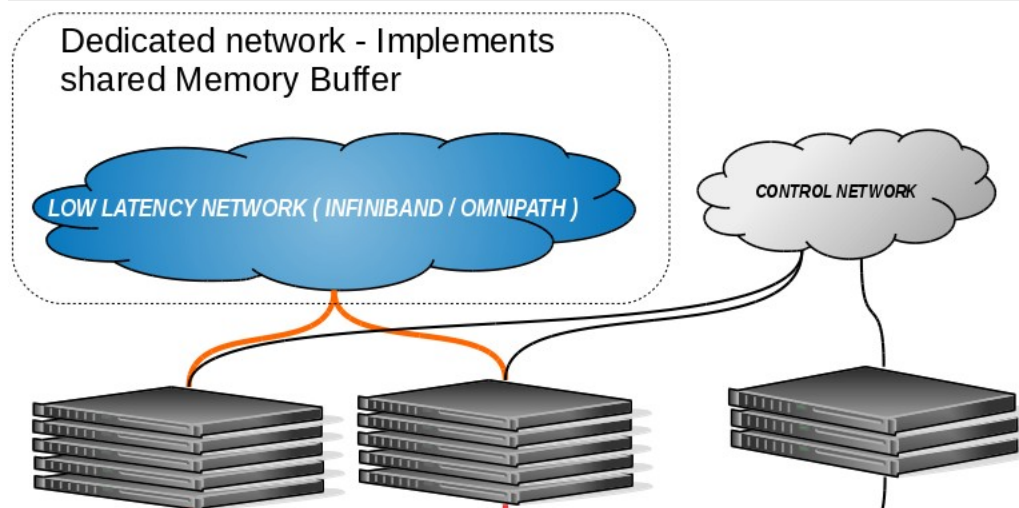 Dedicated network - Implements
shared Memory Buffer
LOW LATENCY NETWORK ( INFINIBAND / OMNIPATH )
CONTROL NETWORK